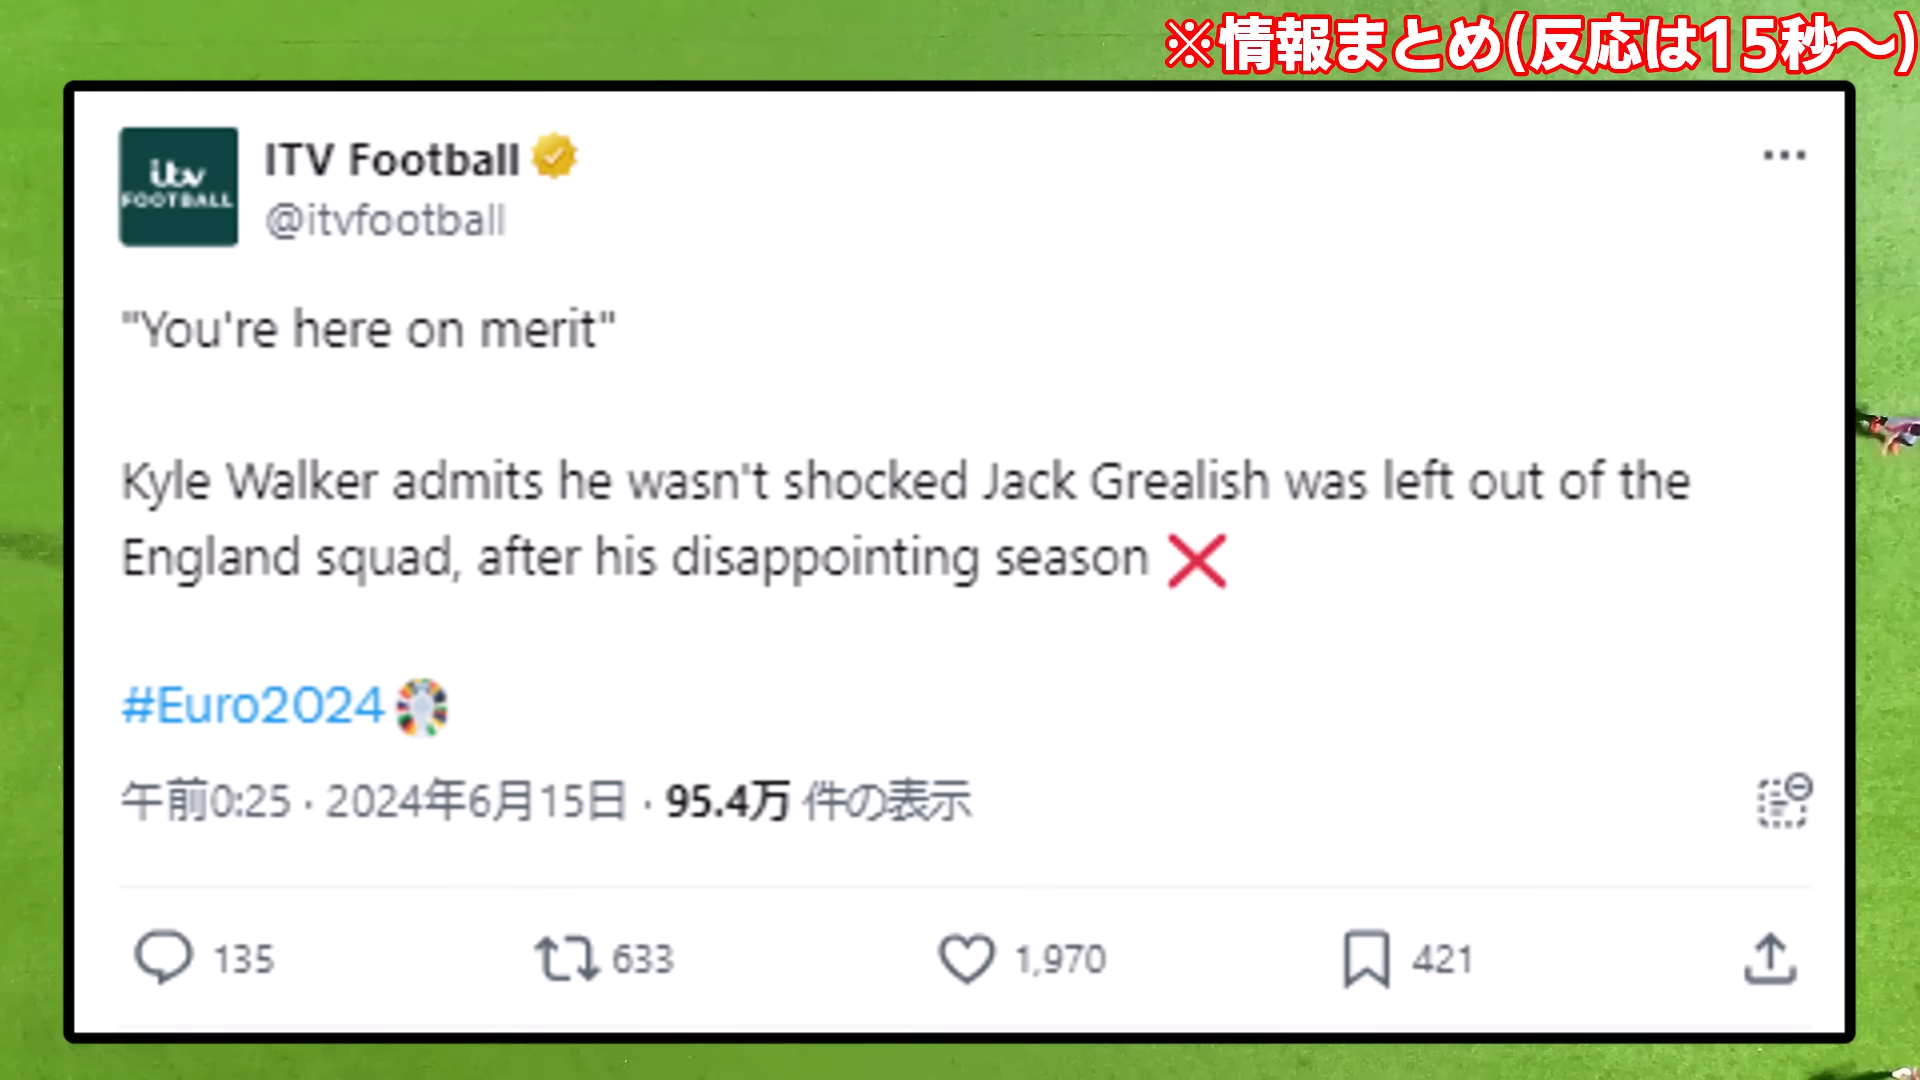 ※情報まとめ(反応は15秒〜)
itv
FOOTBALL
ITV Football
@itvfootball
"You're here on merit"
Kyle Walker admits he wasn't shocked Jack Grealish was left out of the
England squad, after his disappointing season ❌
#Euro2024
午前0:25 · 2024年6月15日 · 95.4万 件の表示
135 633 1,970 421